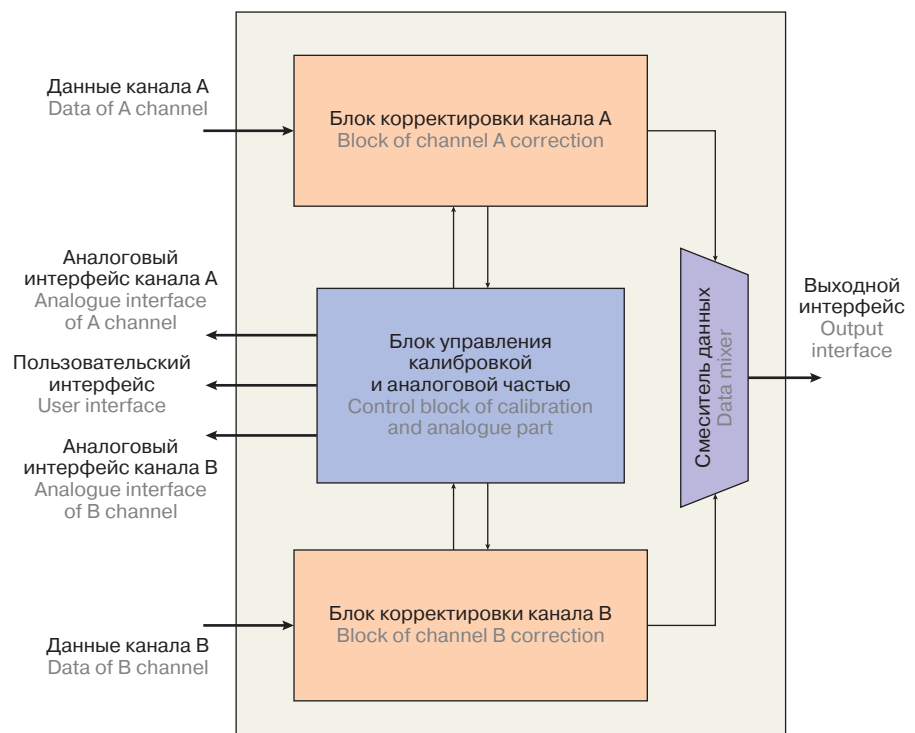 Данные канала A
Data of A channel
Блок корректировки канала A
Block of channel A correction
Аналоговый
интерфейс канала A
Analogue interface
of A channel
Пользовательский
интерфейс
User interface
Аналоговый
интерфейс канала B
Analogue interface
of B channel
Блок управления
калибровкой
и аналоговой частью
Control block of calibration
and analogue part
Смеситель данных
Data mixer
Выходной
интерфейс
Output
interface
Блок корректировки канала B
Block of channel B correction
Данные канала B
Data of B channel